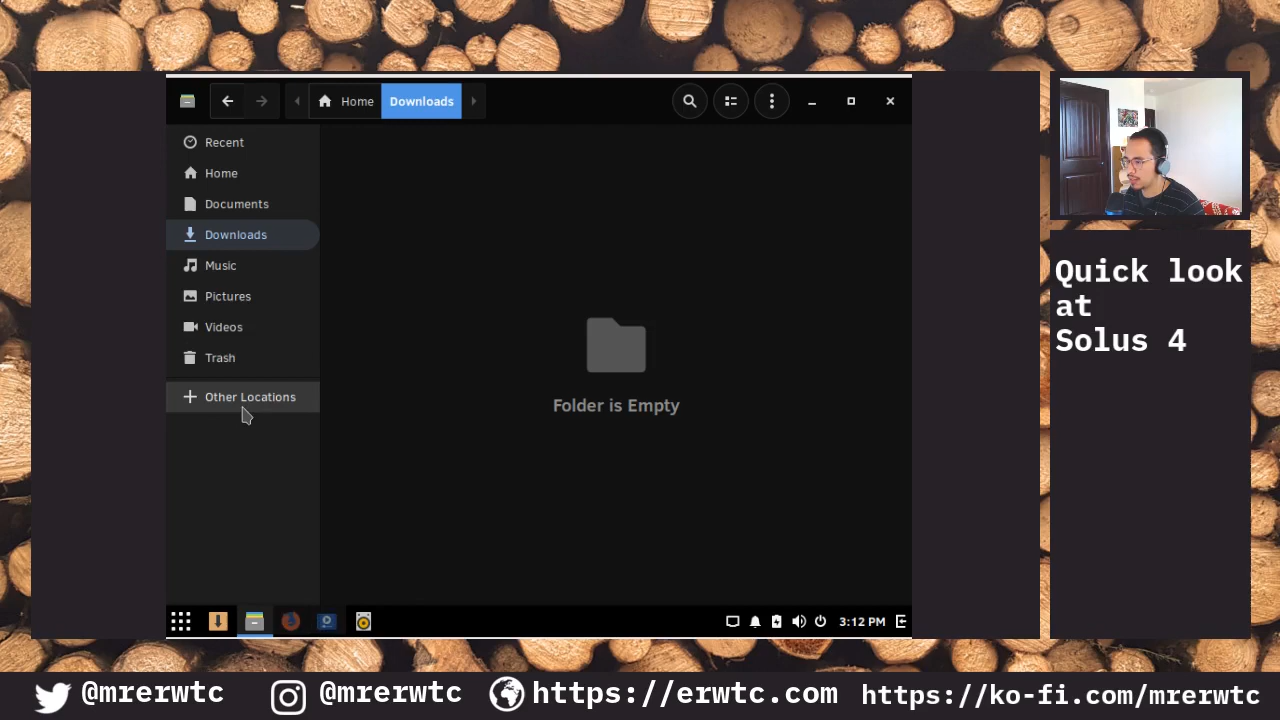 Home
Downloads
Recent
Home
Documents
Downloads
Music
Pictures
Videos
Trash
Other Locations
Folder is Empty
3:12 PM
Quick look
at
Solus 4
@mrerwtc
@mrerwtc
https://erwtc.com
https://ko-fi.com/mrerwtc